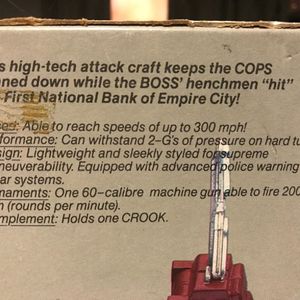 s high-tech attack craft keeps the COPS
ned down while the BOSS' henchmen "hit"
First National Bank of Empire City!
ed: Able to reach speeds of up to 300 mph!
formance: Can withstand 2-G's of pressure on hard tu
sign: Lightweight and sleekly styled for supreme
neuverability. Equipped with advanced police warning
ar systems.
naments: One 60-calibre machine gun able to fire 200
n (rounds per minute).
mplement: Holds one CROOK.